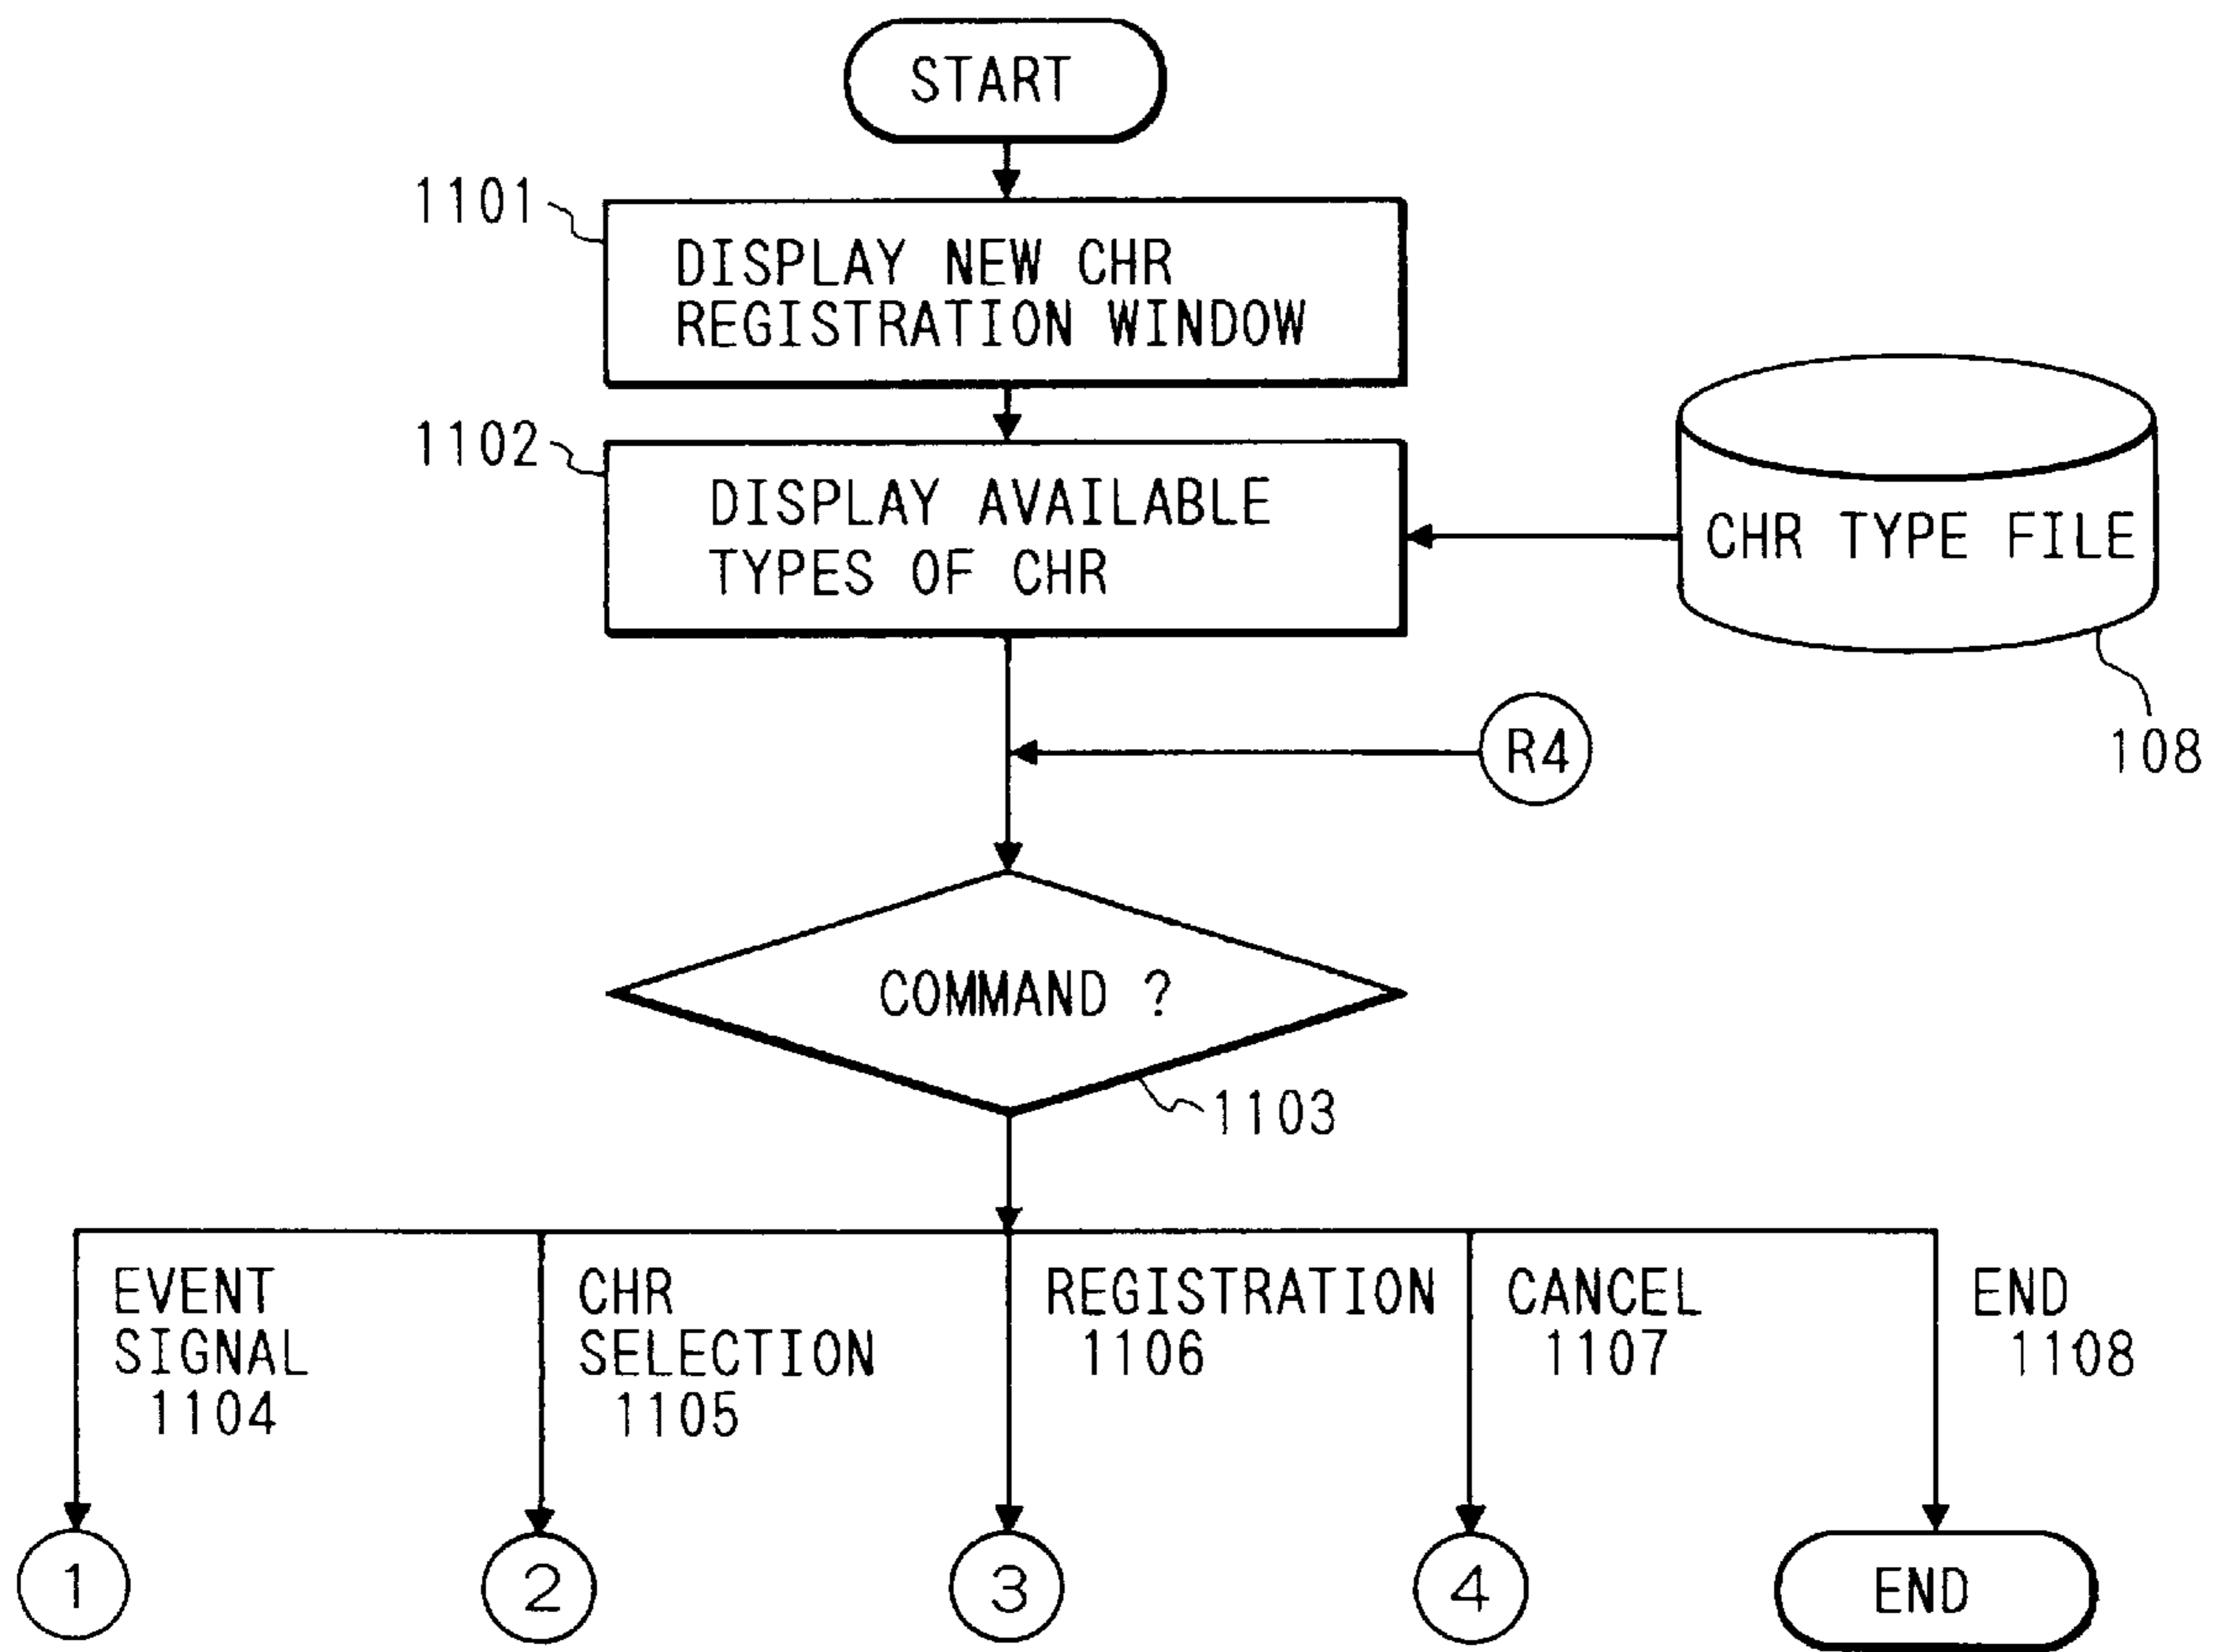 START
1101
DISPLAY NEW CHR
REGISTRATION WINDOW
1102
DISPLAY AVAILABLE
TYPES OF CHR
CHR TYPE FILE
108
R4
COMMAND ?
1103
EVENT
SIGNAL
1104
CHR
SELECTION
1105
REGISTRATION
1106
CANCEL
1107
END
1108
1
2
3
4
END